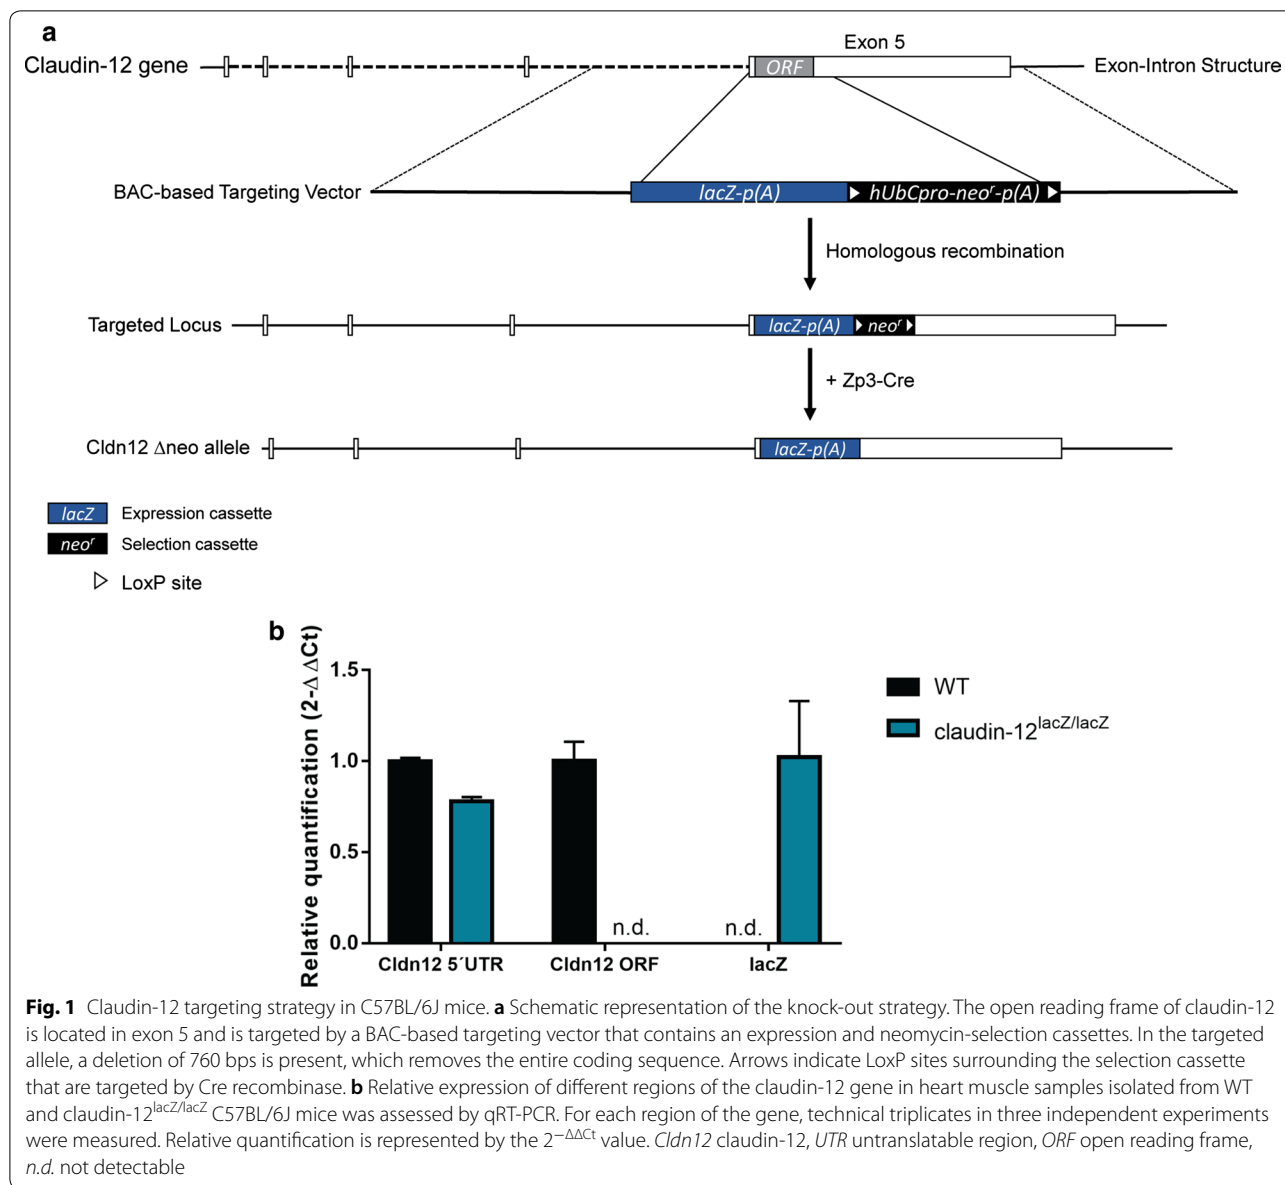 a
Exon 5
Claudin-12 gene
ORF
Exon-Intron Structure
BAC-based Targeting Vector
lacZ-p(A)
hUbCpro-neoʳ-p(A)
Homologous recombination
Targeted Locus
lacZ-p(A)
neoʳ
+ Zp3-Cre
Cldn12 Δneo allele
lacZ-p(A)
lacZ Expression cassette
neoʳ Selection cassette
LoxP site
b
Relative quantification (2-Δ ΔCt)
1.5
1.0
0.5
0.0
n.d.
n.d.
Cldn12 5´UTR
Cldn12 ORF
lacZ
WT
claudin-12^lacZ/lacZ
Fig. 1 Claudin-12 targeting strategy in C57BL/6J mice. a Schematic representation of the knock-out strategy. The open reading frame of claudin-12
is located in exon 5 and is targeted by a BAC-based targeting vector that contains an expression and neomycin-selection cassettes. In the targeted
allele, a deletion of 760 bps is present, which removes the entire coding sequence. Arrows indicate LoxP sites surrounding the selection cassette
that are targeted by Cre recombinase. b Relative expression of different regions of the claudin-12 gene in heart muscle samples isolated from WT
and claudin-12^lacZ/lacZ C57BL/6J mice was assessed by qRT-PCR. For each region of the gene, technical triplicates in three independent experiments
were measured. Relative quantification is represented by the 2^−ΔΔCt value. Cldn12 claudin-12, UTR untranslatable region, ORF open reading frame,
n.d. not detectable